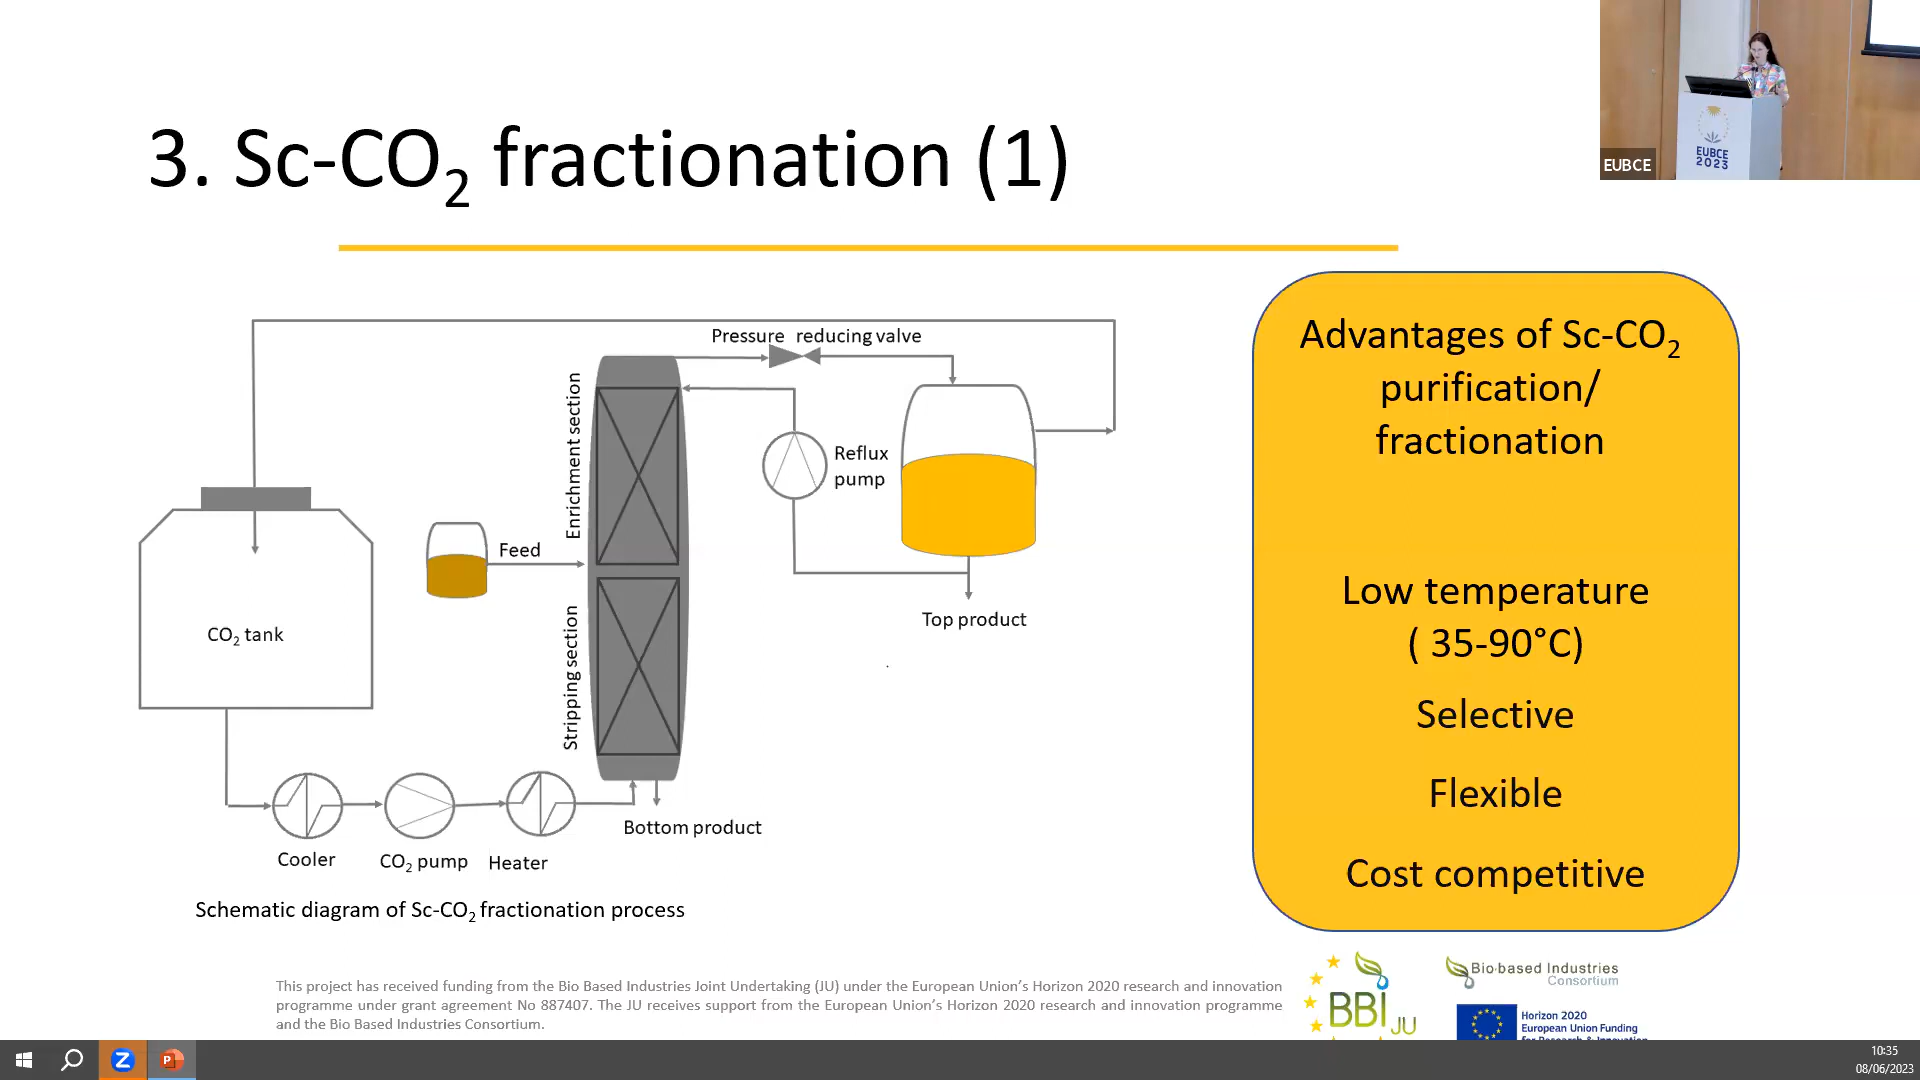 3. Sc-CO2 fractionation (1)
EUBCE
2023
EUBCE
Pressure reducing valve
Enrichment section
Reflux
pump
Feed
Top product
CO2 tank
Stripping section
Bottom product
Cooler
CO2 pump
Heater
Schematic diagram of Sc-CO2 fractionation process
Advantages of Sc-CO2
purification/
fractionation
Low temperature
( 35-90°C)
Selective
Flexible
Cost competitive
This project has received funding from the Bio Based Industries Joint Undertaking (JU) under the European Union's Horizon 2020 research and innovation
programme under grant agreement No 887407. The JU receives support from the European Union's Horizon 2020 research and innovation programme
and the Bio Based Industries Consortium.
BBI JU
Bio-based Industries
Consortium
Horizon 2020
European Union Funding
for Research & Innovation
10:35
08/06/2023